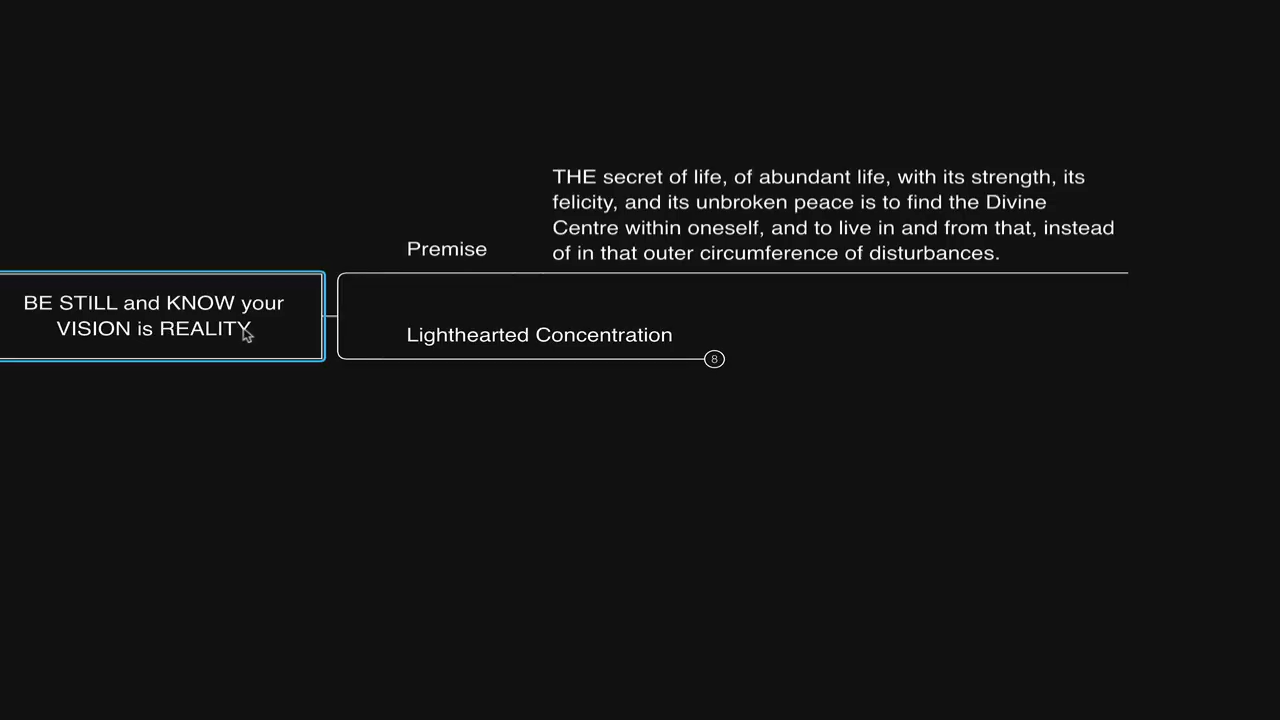 THE secret of life, of abundant life, with its strength, its
felicity, and its unbroken peace is to find the Divine
Centre within oneself, and to live in and from that, instead
of in that outer circumference of disturbances.
Premise
BE STILL and KNOW your
VISION is REALITY
Lighthearted Concentration
8